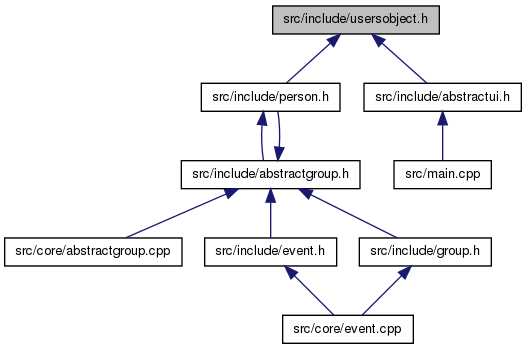 src/include/usersobject.h
src/include/person.h
src/include/abstractui.h
src/include/abstractgroup.h
src/main.cpp
src/core/abstractgroup.cpp
src/include/event.h
src/include/group.h
src/core/event.cpp